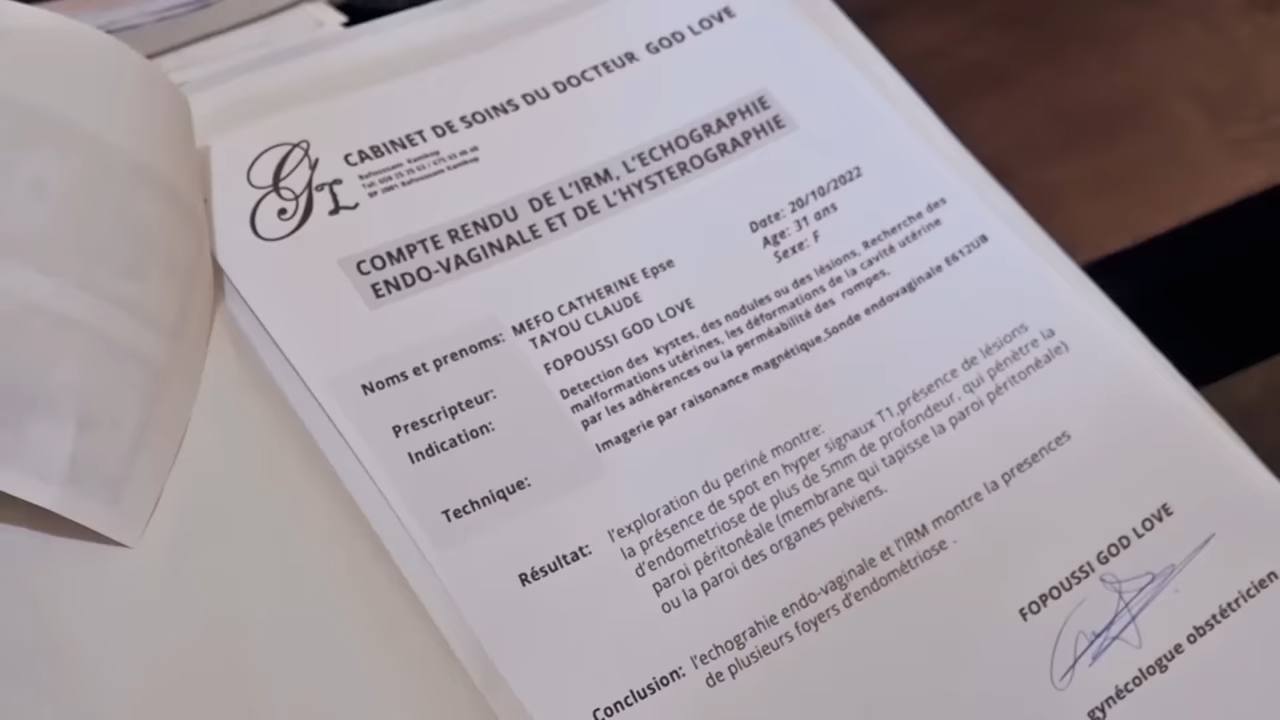 CABINET DE SOINS DU DOCTEUR GOD LOVE
GL
Bafoussam Kamkop
COMPTE RENDU DE L'IRM, L'ECHOGRAPHIE
ENDO-VAGINALE ET DE L'HYSTEROGRAPHIE
Date: 20/10/2022
Age: 31 ans
Sexe: F
Noms et prenoms: MEFO CATHERINE Epse
TAYOU CLAUDE
Prescripteur: FOPOUSSI GOD LOVE
Indication: Detection des kystes, des nodules ou des lésions, Recherche des
malformations utérines, les déformations de la cavité utérine
par les adhérences ou la perméabilité des rompes.
Technique: Imagerie par raisonance magnétique,Sonde endovaginale E612UB
Résultat: l'exploration du periné montre:
la présence de spot en hyper signaux T1,présence de lésions
d'endometriose de plus de 5mm de profondeur, qui pénètre la
paroi péritonéale (membrane qui tapisse la paroi péritonéale)
ou la paroi des organes pelviens.
Conclusion: l'echograhie endo-vaginale et l'IRM montre la presences
de plusieurs foyers d'endométriose .
FOPOUSSI GOD LOVE
gynécologue obstétricien